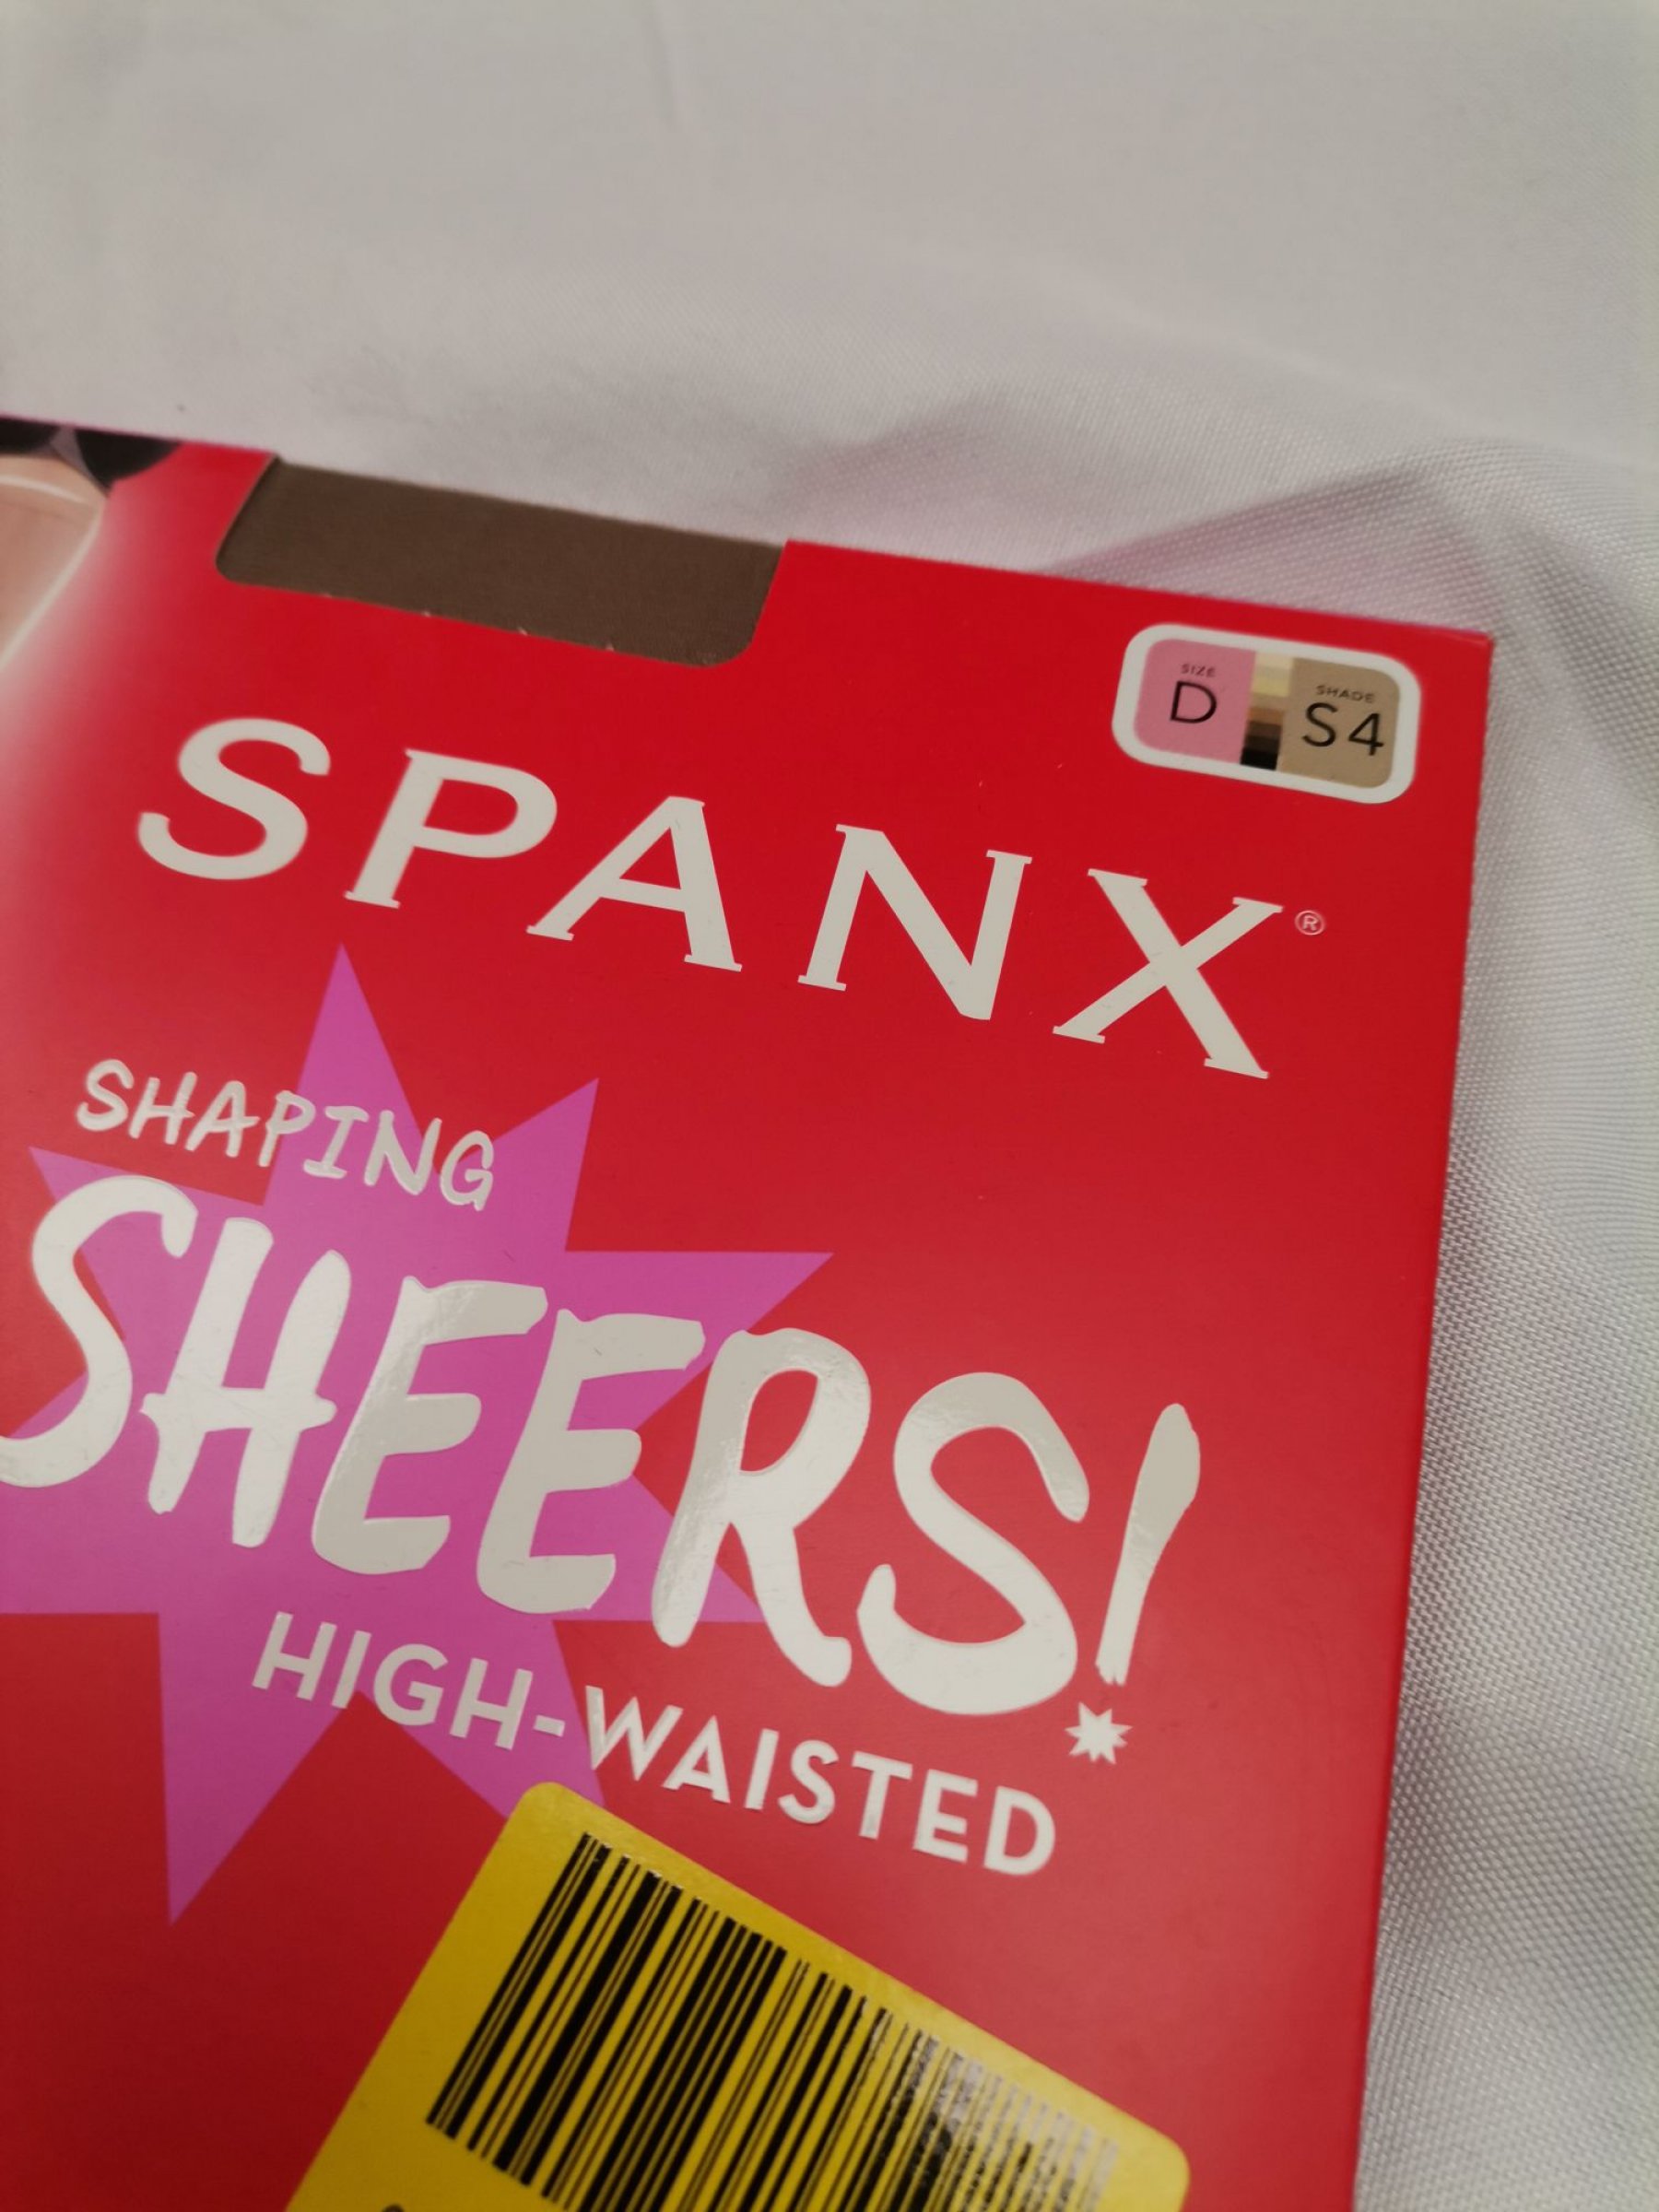 SIZE SHADE
D S4
SPANX®
SHAPING
SHEERS!
HIGH-WAISTED